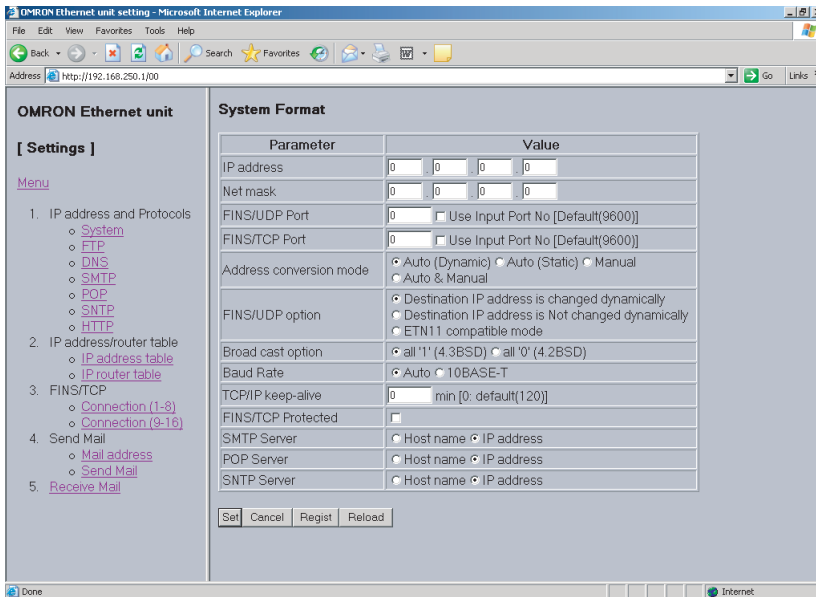 OMRON Ethernet unit setting - Microsoft Internet Explorer
File Edit View Favorites Tools Help
Back Search Favorites
Address http://192.168.250.1/00 Go Links
OMRON Ethernet unit
[ Settings ]
Menu
1. IP address and Protocols
System
FTP
DNS
SMTP
POP
SNTP
HTTP
2. IP address/router table
IP address table
IP router table
3. FINS/TCP
Connection (1-8)
Connection (9-16)
4. Send Mail
Mail address
Send Mail
5. Receive Mail
System Format
Parameter Value
IP address 0 . 0 . 0 . 0
Net mask 0 . 0 . 0 . 0
FINS/UDP Port 0 Use Input Port No [Default(9600)]
FINS/TCP Port 0 Use Input Port No [Default(9600)]
Address conversion mode Auto (Dynamic) Auto (Static) Manual
Auto & Manual
FINS/UDP option Destination IP address is changed dynamically
Destination IP address is Not changed dynamically
ETN11 compatible mode
Broad cast option all '1' (4.3BSD) all '0' (4.2BSD)
Baud Rate Auto 10BASE-T
TCP/IP keep-alive 0 min [0: default(120)]
FINS/TCP Protected
SMTP Server Host name IP address
POP Server Host name IP address
SNTP Server Host name IP address
Set Cancel Regist Reload
Done Internet